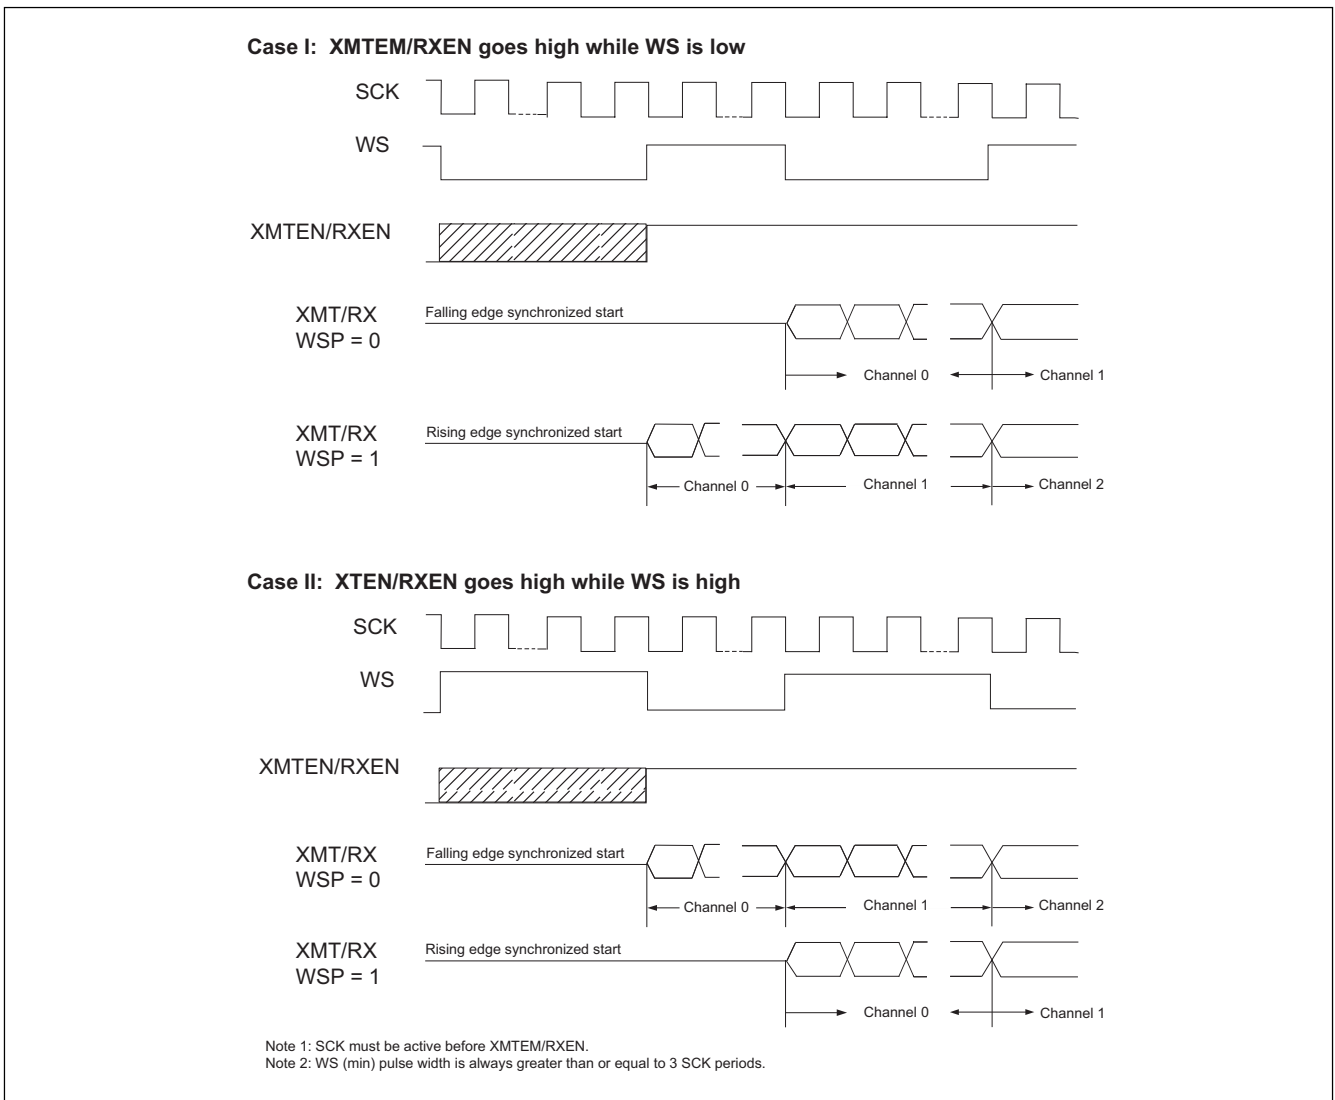 Case I:  XMTEM/RXEN goes high while WS is low
SCK
WS
XMTEN/RXEN
XMT/RX
WSP = 0
Falling edge synchronized start
Channel 0
Channel 1
XMT/RX
WSP = 1
Rising edge synchronized start
Channel 0
Channel 1
Channel 2
Case II:  XTEN/RXEN goes high while WS is high
SCK
WS
XMTEN/RXEN
XMT/RX
WSP = 0
Falling edge synchronized start
Channel 0
Channel 1
Channel 2
XMT/RX
WSP = 1
Rising edge synchronized start
Channel 0
Channel 1
Note 1: SCK must be active before XMTEM/RXEN.
Note 2: WS (min) pulse width is always greater than or equal to 3 SCK periods.